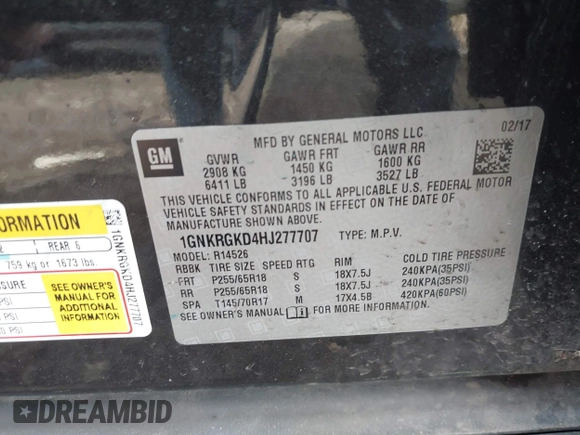 02/17
MFD BY GENERAL MOTORS LLC
GM
GVWR GAWR FRT GAWR RR
2908 KG 1450 KG 1600 KG
6411 LB 3196 LB 3527 LB
THIS VEHICLE CONFORMS TO ALL APPLICABLE U.S. FEDERAL MOTOR
VEHICLE SAFETY STANDARDS IN EFFECT ON THE DATE OF
MANUFACTURE SHOWN ABOVE.
1GNKRGKD4HJ277707 TYPE: M.P.V.
MODEL: R14526
RBBK TIRE SIZE SPEED RTG RIM COLD TIRE PRESSURE
FRT P255/65R18 S 18X7.5J 240KPA(35PSI)
RR P255/65R18 S 18X7.5J 240KPA(35PSI)
SPA T145/70R17 M 17X4.5B 420KPA(60PSI)
SEE OWNER'S MANUAL FOR MORE INFORMATION.
FORMATION
REAR 6
759 kg or 1673 lbs.
SSURE
SEE OWNER'S
MANUAL FOR
ADDITIONAL
INFORMATION
PSI
PSI
1GNKRGKD4HJ277707
DREAMBID